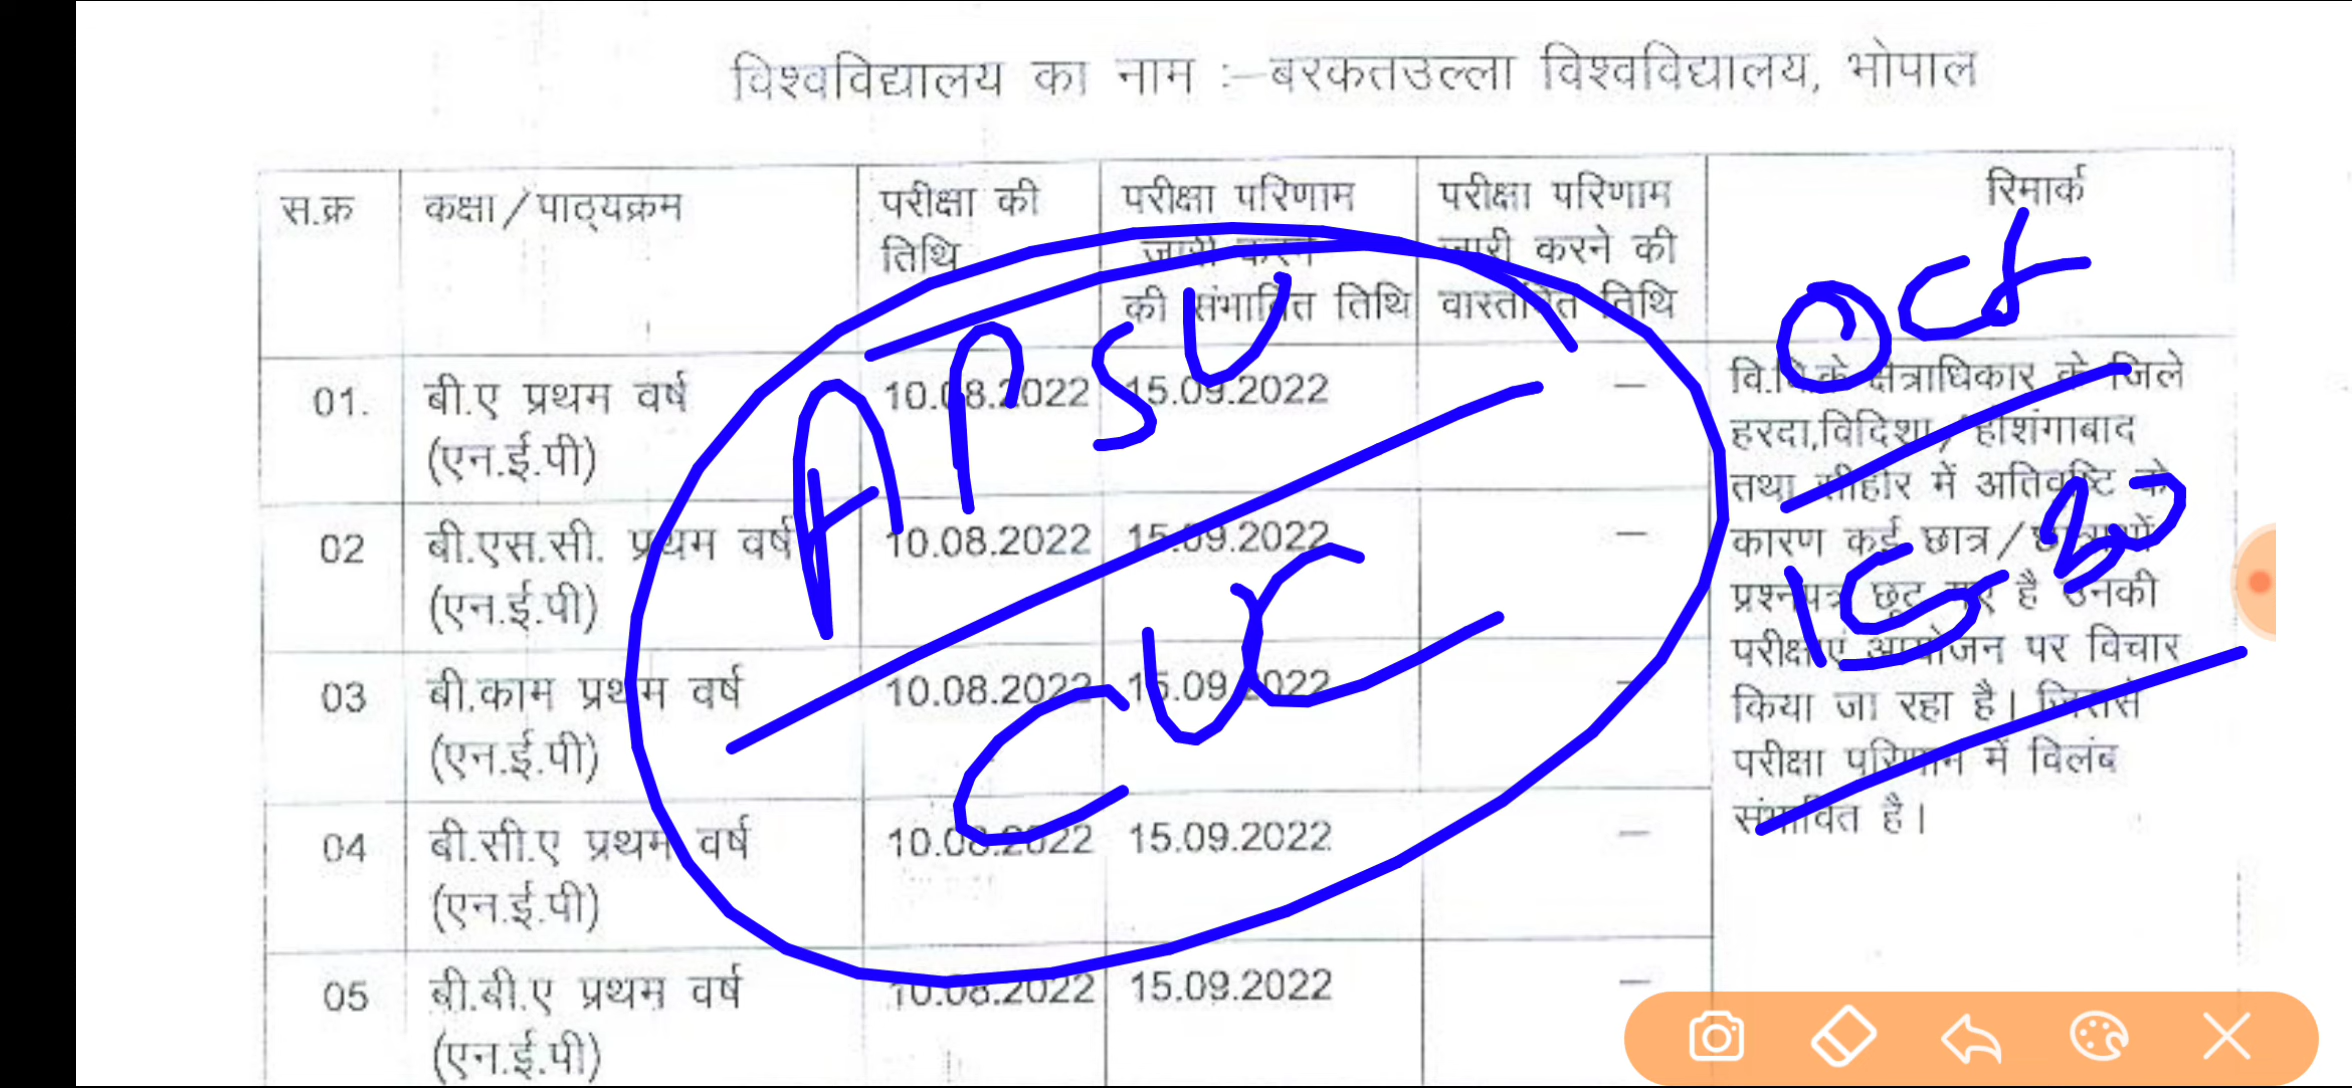 विश्वविद्यालय का नाम :– बरकतउल्ला विश्वविद्यालय, भोपाल
स.क्र
कक्षा / पाठ्यक्रम
परीक्षा की
तिथि
परीक्षा परिणाम
जारी करने
की संभावित तिथि
परीक्षा परिणाम
जारी करने की
वास्तवित तिथि
रिमार्क
01.
बी.ए प्रथम वर्ष
(एन.ई.पी)
10.08.2022
15.09.2022
—
02
बी.एस.सी. प्रथम वर्ष
(एन.ई.पी)
10.08.2022
15.09.2022
—
03
बी.काम प्रथम वर्ष
(एन.ई.पी)
10.08.2022
15.09.2022
—
04
बी.सी.ए प्रथम वर्ष
(एन.ई.पी)
10.08.2022
15.09.2022
—
05
बी.बी.ए प्रथम वर्ष
(एन.ई.पी)
10.08.2022
15.09.2022
—
वि.वि.के क्षेत्राधिकार के जिले
हरदा,विदिशा, होशंगाबाद
तथा सीहोर में अतिवृष्टि के
कारण कई छात्र / छात्राओं
प्रश्नपत्र छूट गए है उनकी
परीक्षाएं आयोजन पर विचार
किया जा रहा है। जिससे
परीक्षा परिणाम में विलंब
संभावित है।
APSU
CUC
Oct
15 30